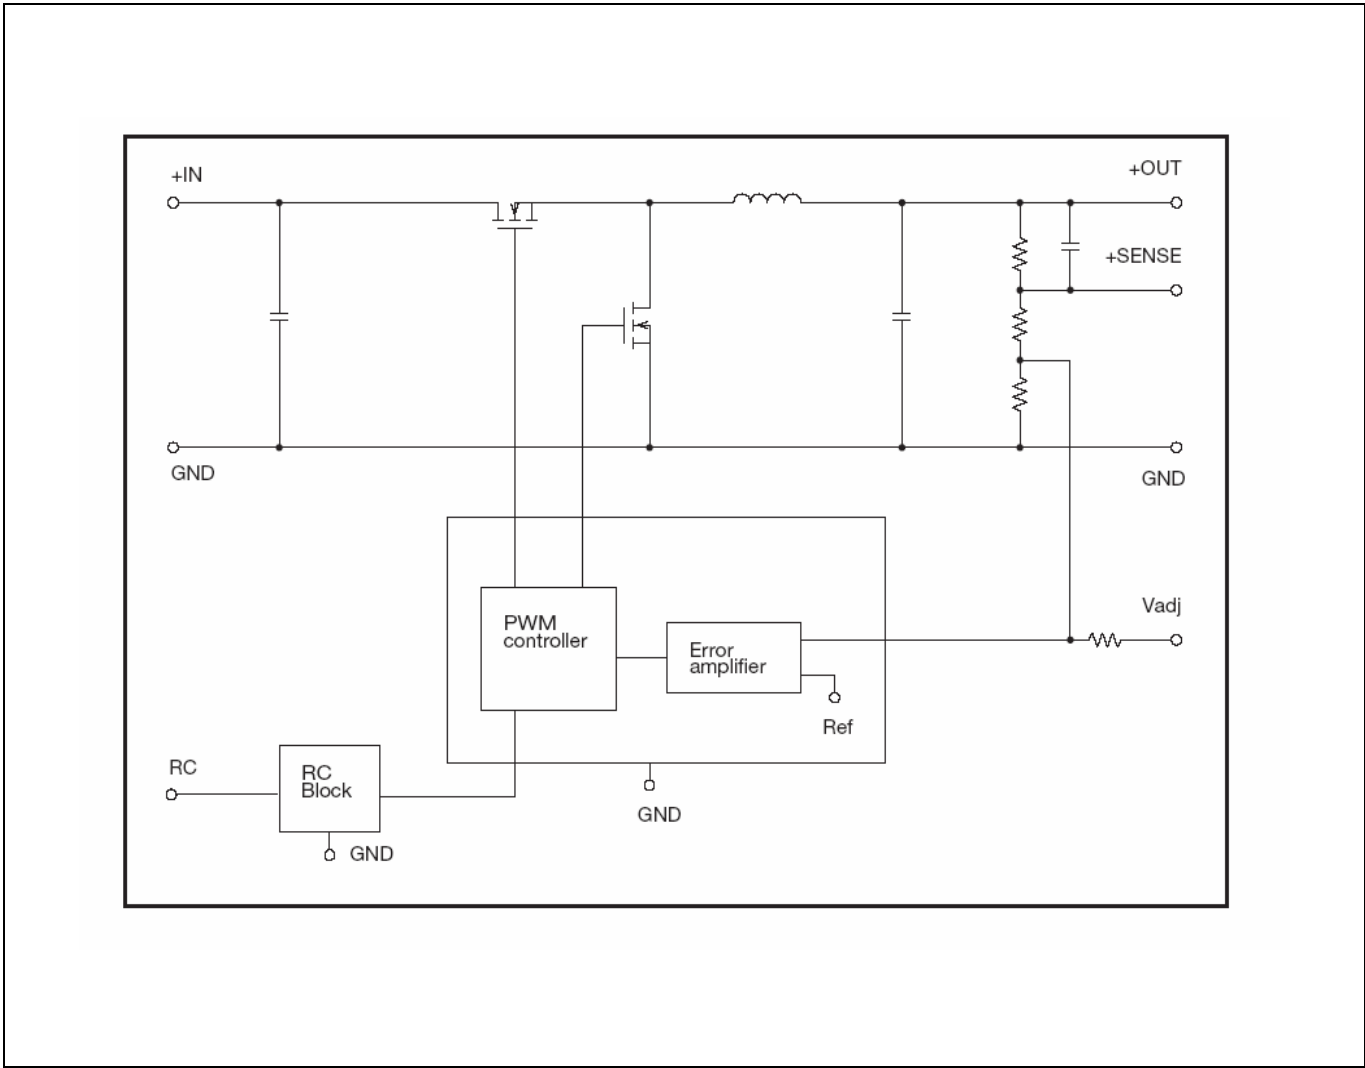 +IN
+OUT
+SENSE
GND
GND
Vadj
PWM
controller
Error
amplifier
Ref
RC
RC
Block
GND
GND